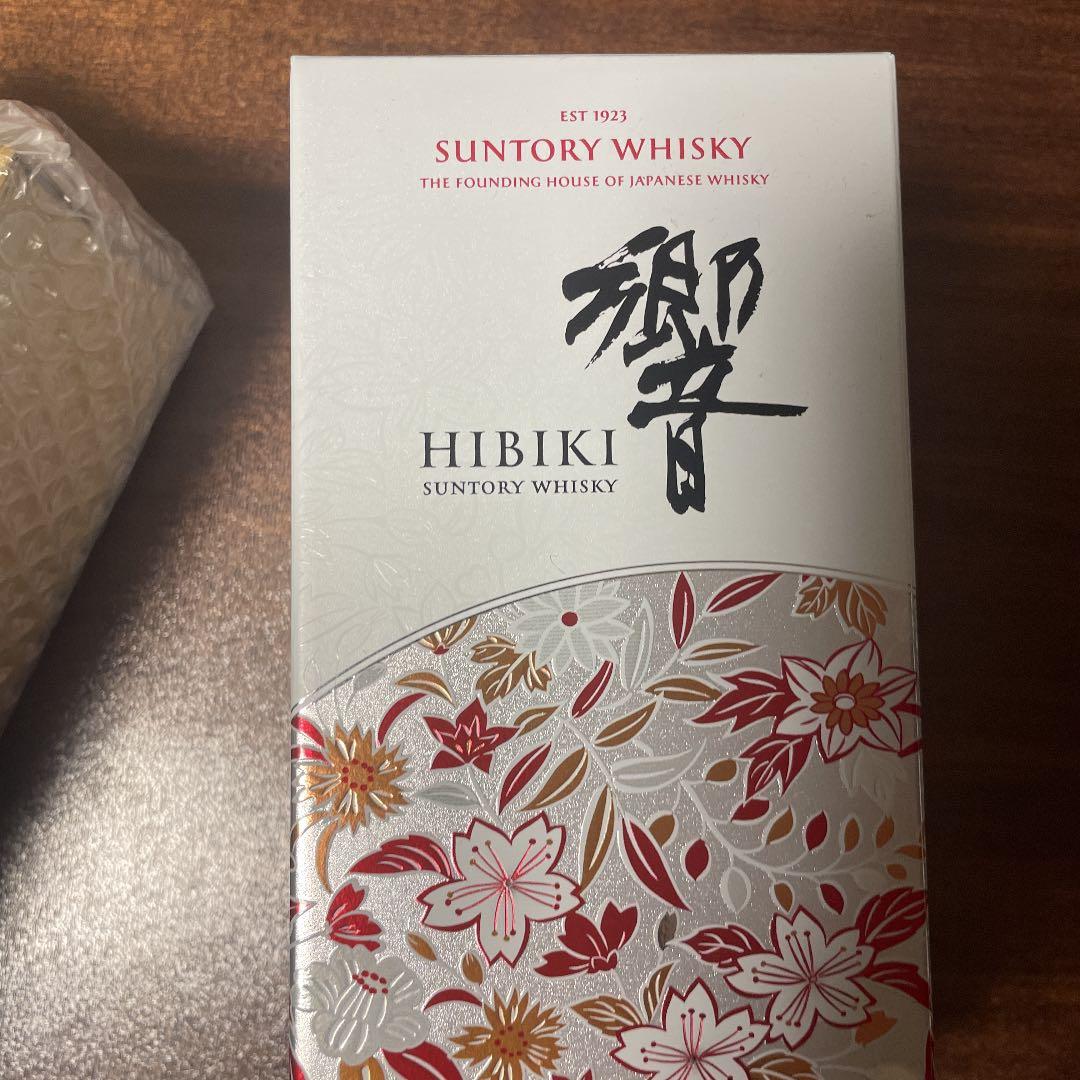 EST 1923
SUNTORY WHISKY
THE FOUNDING HOUSE OF JAPANESE WHISKY
響
HIBIKI
SUNTORY WHISKY